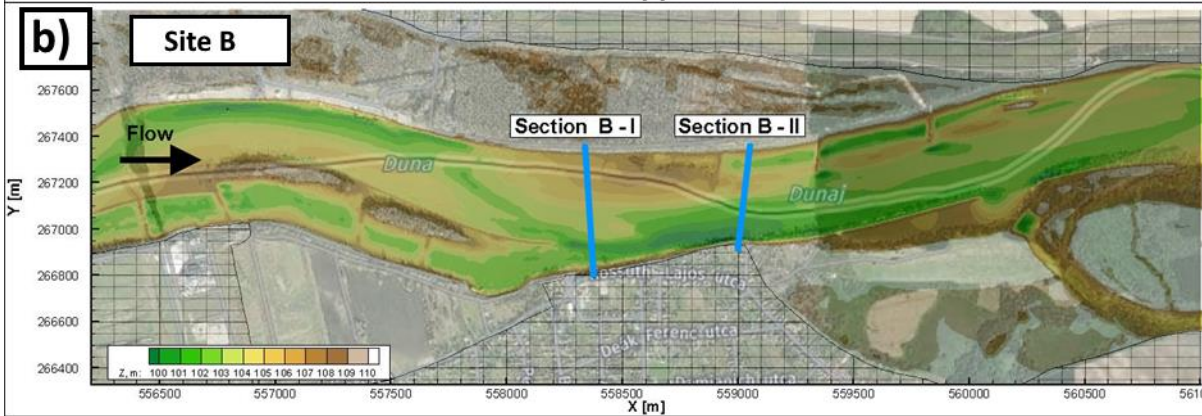 b)
Site B
Flow
Duna
Section B - I
Section B - II
Dunaj
267600
267400
267200
267000
266800
266600
266400
Y [m]
Kossuth Lajos utca
Deák Ferenc utca
Z, m: 100 101 102 103 104 105 106 107 108 109 110
556500 557000 557500 558000 558500 559000 559500 560000 560500
X [m]